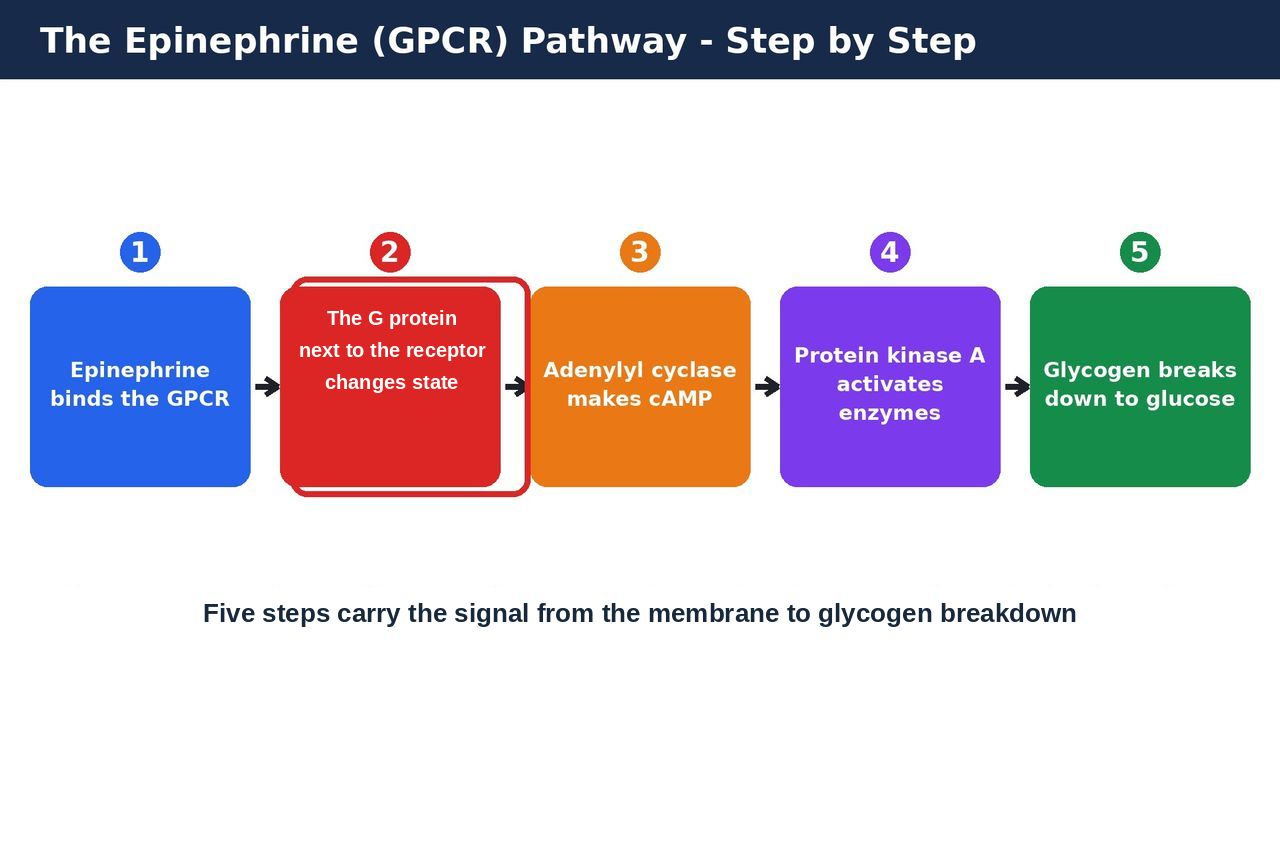 The Epinephrine (GPCR) Pathway - Step by Step
1
2
3
4
5
Epinephrine
binds the GPCR
The G protein
next to the receptor
changes state
Adenylyl cyclase
makes cAMP
Protein kinase A
activates
enzymes
Glycogen breaks
down to glucose
Five steps carry the signal from the membrane to glycogen breakdown